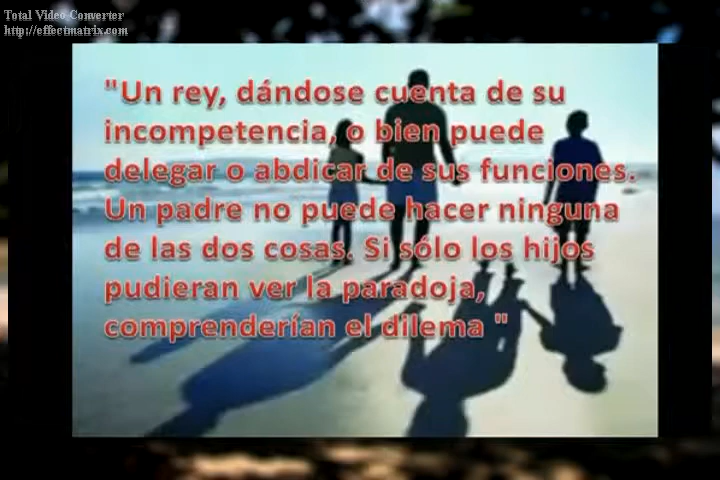 Total Video Converter
http://effectmatrix.com
"Un rey, dándose cuenta de su
incompetencia, o bien puede
delegar o abdicar de sus funciones.
Un padre no puede hacer ninguna
de las dos cosas. Si sólo los hijos
pudieran ver la paradoja,
comprenderían el dilema "